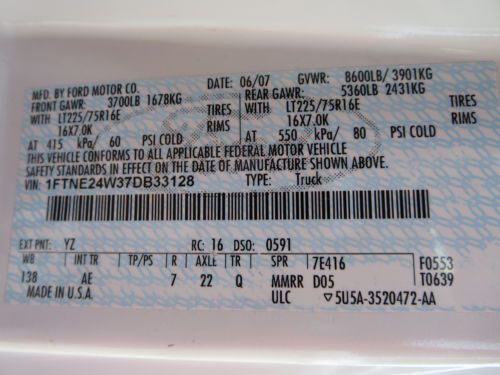 MFD. BY FORD MOTOR CO.
DATE: 06/07 GVWR: 8600LB/ 3901KG
FRONT GAWR: 3700LB 1678KG REAR GAWR: 5360LB 2431KG
WITH LT225/75R16E TIRES WITH LT225/75R16E TIRES
16X7.0K RIMS 16X7.0K RIMS
AT 415 kPa/ 60 PSI COLD AT 550 kPa/ 80 PSI COLD
THIS VEHICLE CONFORMS TO ALL APPLICABLE FEDERAL MOTOR VEHICLE
SAFETY STANDARDS IN EFFECT ON THE DATE OF MANUFACTURE SHOWN ABOVE.
VIN: 1FTNE24W37DB33128 TYPE: Truck
EXT PNT: YZ RC: 16 DSO: 0591
WB INT TR TP/PS R AXLE TR SPR 7E416 F0553
138 AE 7 22 Q MMRR D05 T0639
MADE IN U.S.A. ULC ▽5U5A-3520472-AA